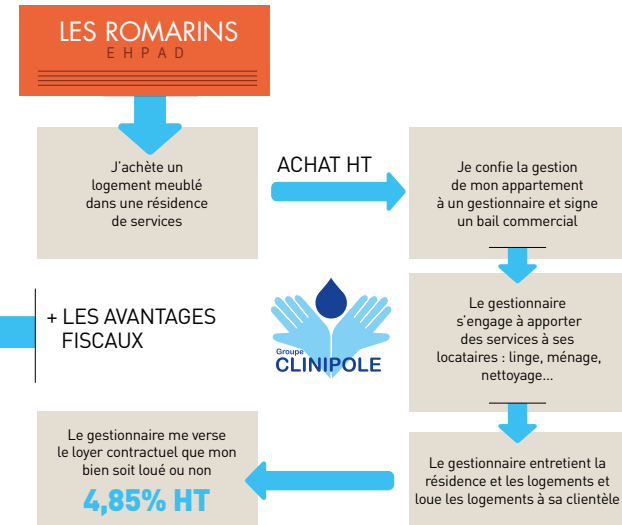 LES ROMARINS
EHPAD
J'achète un
logement meublé
dans une résidence
de services
ACHAT HT
Je confie la gestion
de mon appartement
à un gestionnaire et signe
un bail commercial
Le gestionnaire
s'engage à apporter
des services à ses
locataires : linge, ménage,
nettoyage...
Le gestionnaire entretient la
résidence et les logements et
loue les logements à sa clientèle
Le gestionnaire me verse
le loyer contractuel que mon
bien soit loué ou non
4,85% HT
+ LES AVANTAGES
FISCAUX
Groupe
CLINIPOLE